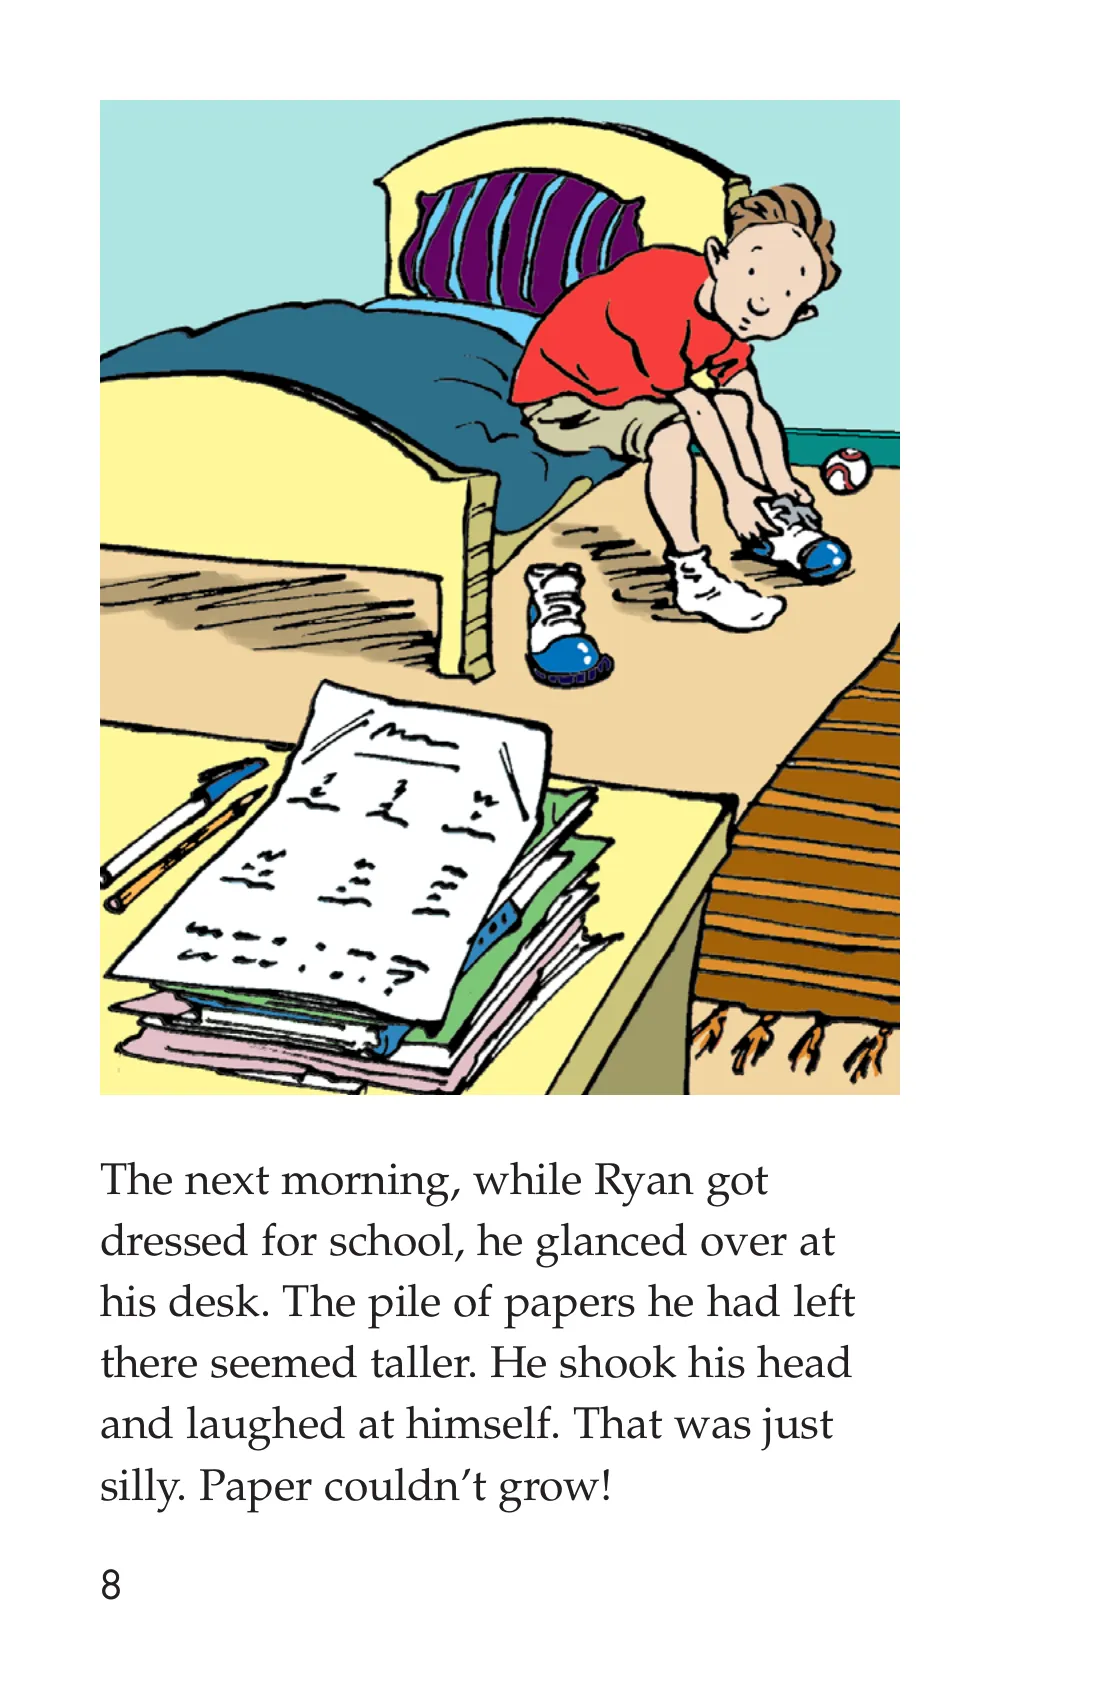 The next morning, while Ryan got
dressed for school, he glanced over at
his desk. The pile of papers he had left
there seemed taller. He shook his head
and laughed at himself. That was just
silly. Paper couldn’t grow!
8